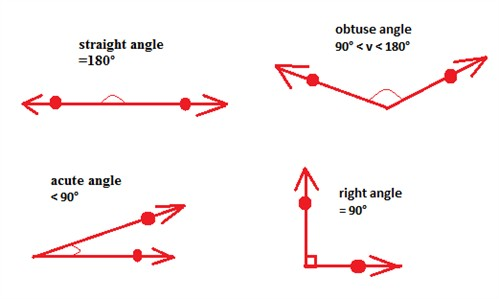 straight angle
=180°
obtuse angle
90° < v < 180°
acute angle
< 90°
right angle
= 90°